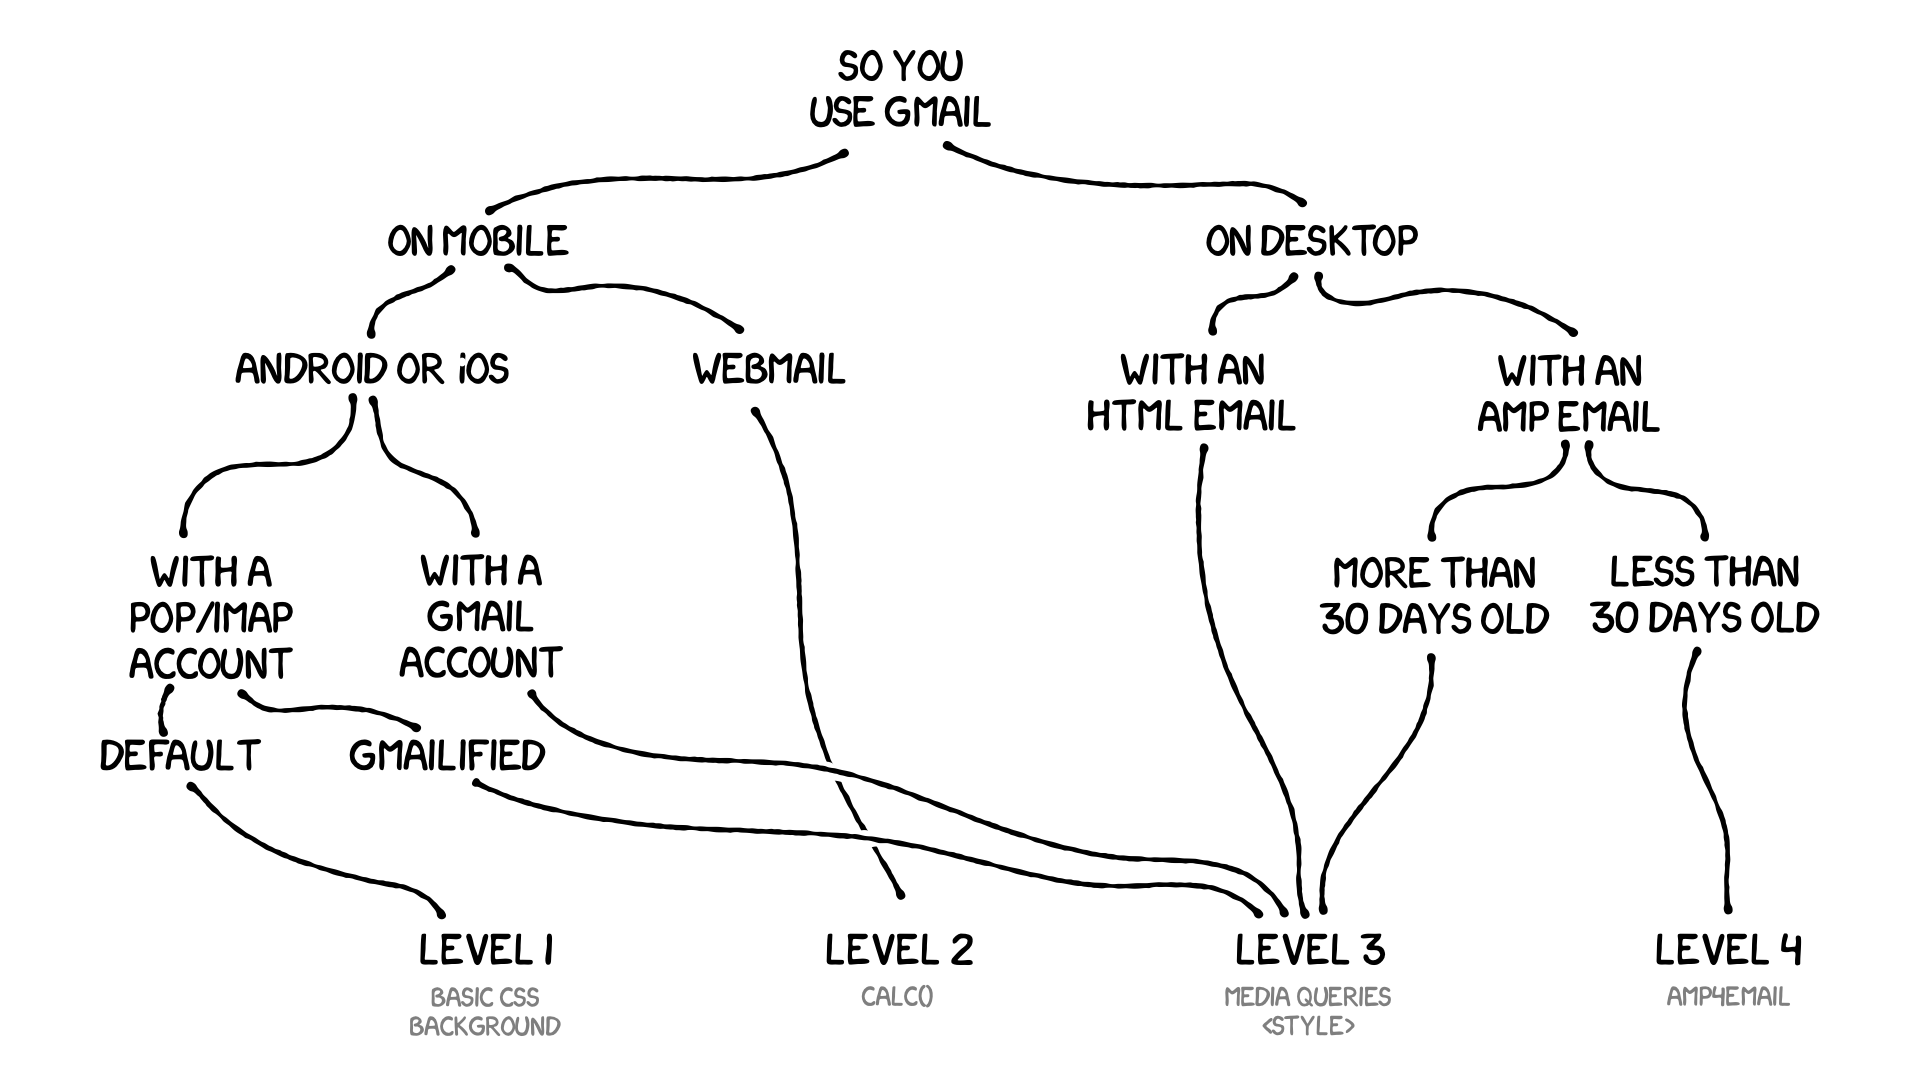 SO YOU
USE GMAIL
ON MOBILE
ON DESKTOP
ANDROID OR iOS
WEBMAIL
WITH AN
HTML EMAIL
WITH AN
AMP EMAIL
WITH A
POP/IMAP
ACCOUNT
WITH A
GMAIL
ACCOUNT
MORE THAN
30 DAYS OLD
LESS THAN
30 DAYS OLD
DEFAULT
GMAILIFIED
LEVEL 1
BASIC CSS
BACKGROUND
LEVEL 2
CALC()
LEVEL 3
MEDIA QUERIES
<STYLE>
LEVEL 4
AMP4EMAIL